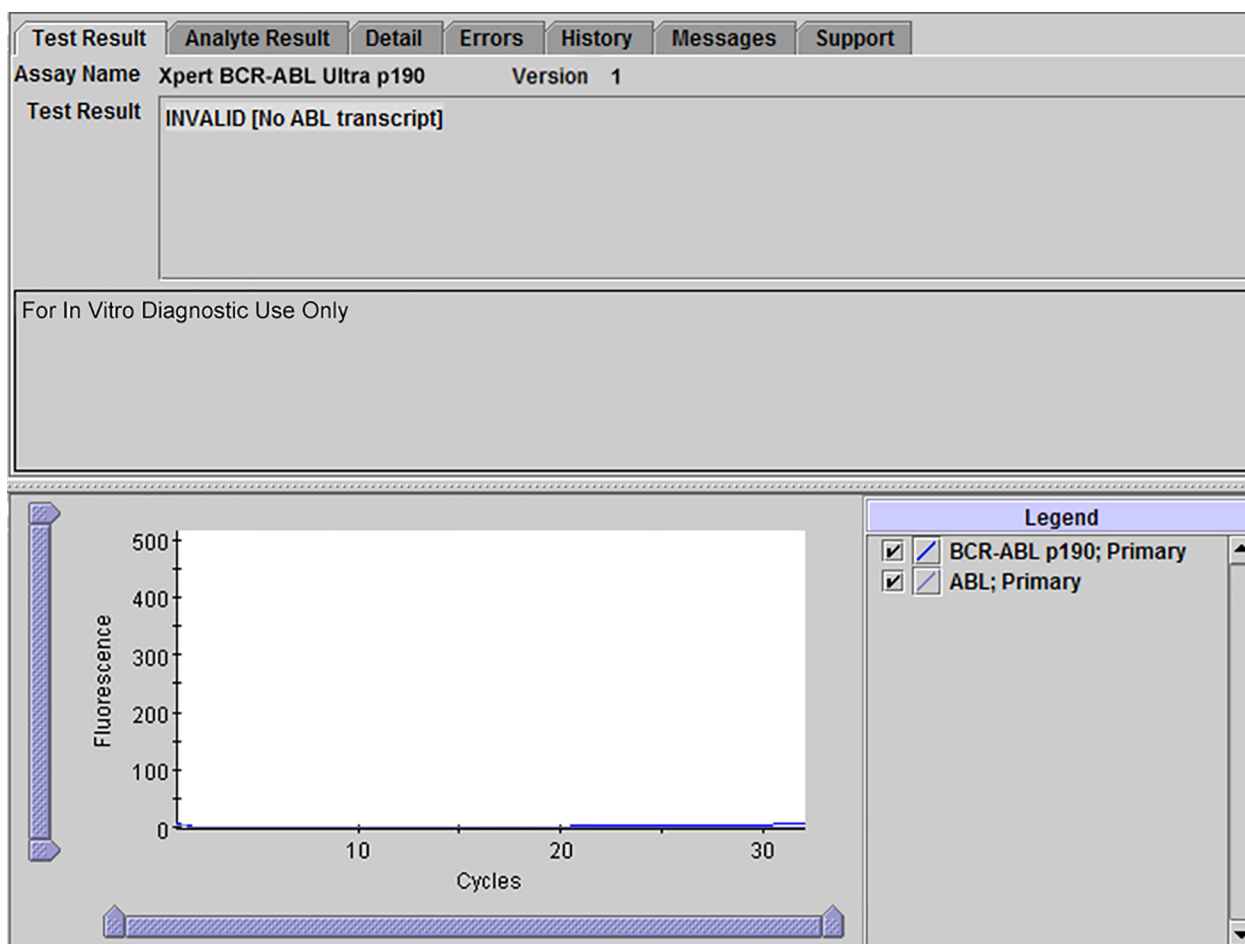 Test Result Analyte Result Detail Errors History Messages Support
Assay Name Xpert BCR-ABL Ultra p190 Version 1
Test Result INVALID [No ABL transcript]
For In Vitro Diagnostic Use Only
Legend
BCR-ABL p190; Primary
ABL; Primary
500
400
300
200
100
0
Fluorescence
10 20 30
Cycles